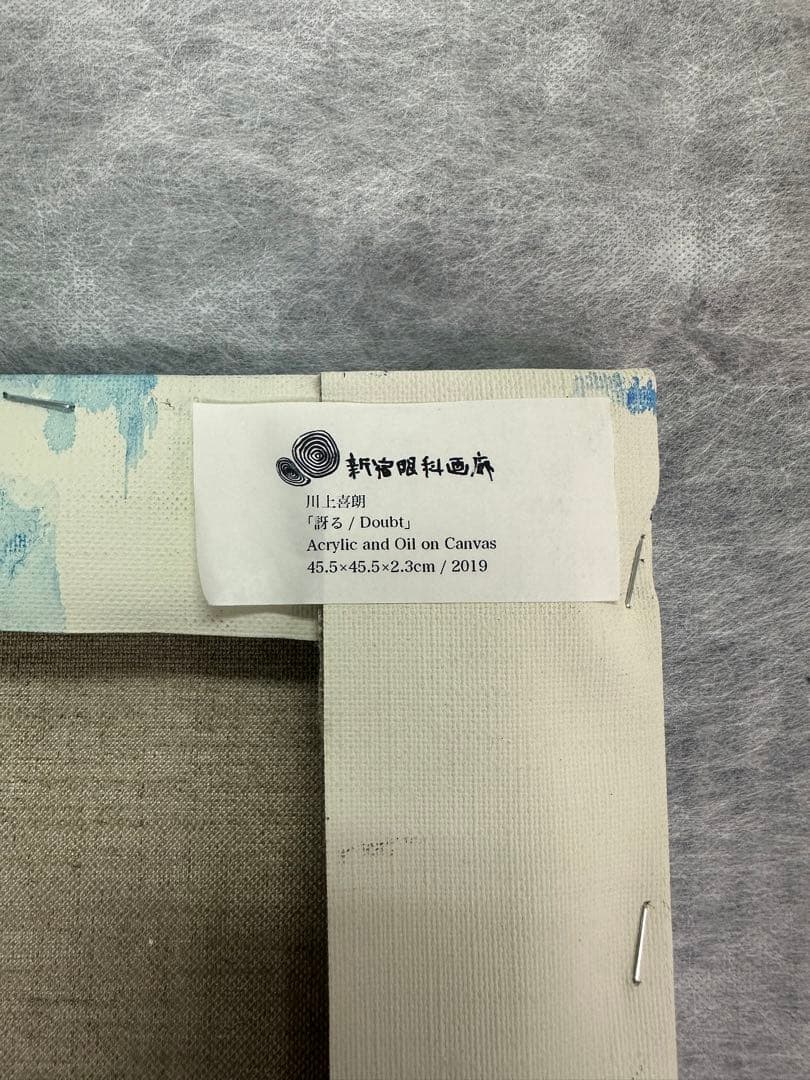 新宿眼科画廊
川上喜朗
「訝る / Doubt」
Acrylic and Oil on Canvas
45.5×45.5×2.3cm / 2019